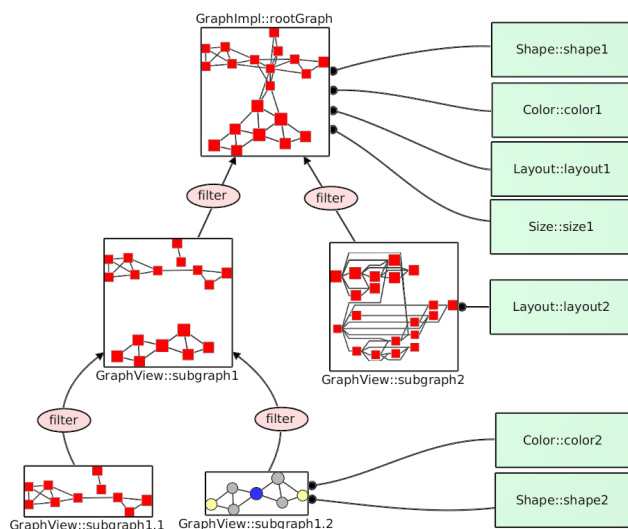 GraphImpl::rootGraph
Shape::shape1
Color::color1
Layout::layout1
filter
filter
Size::size1
Layout::layout2
GraphView::subgraph1
GraphView::subgraph2
filter
filter
Color::color2
Shape::shape2
GraphView::subgraph1.1
GraphView::subgraph1.2